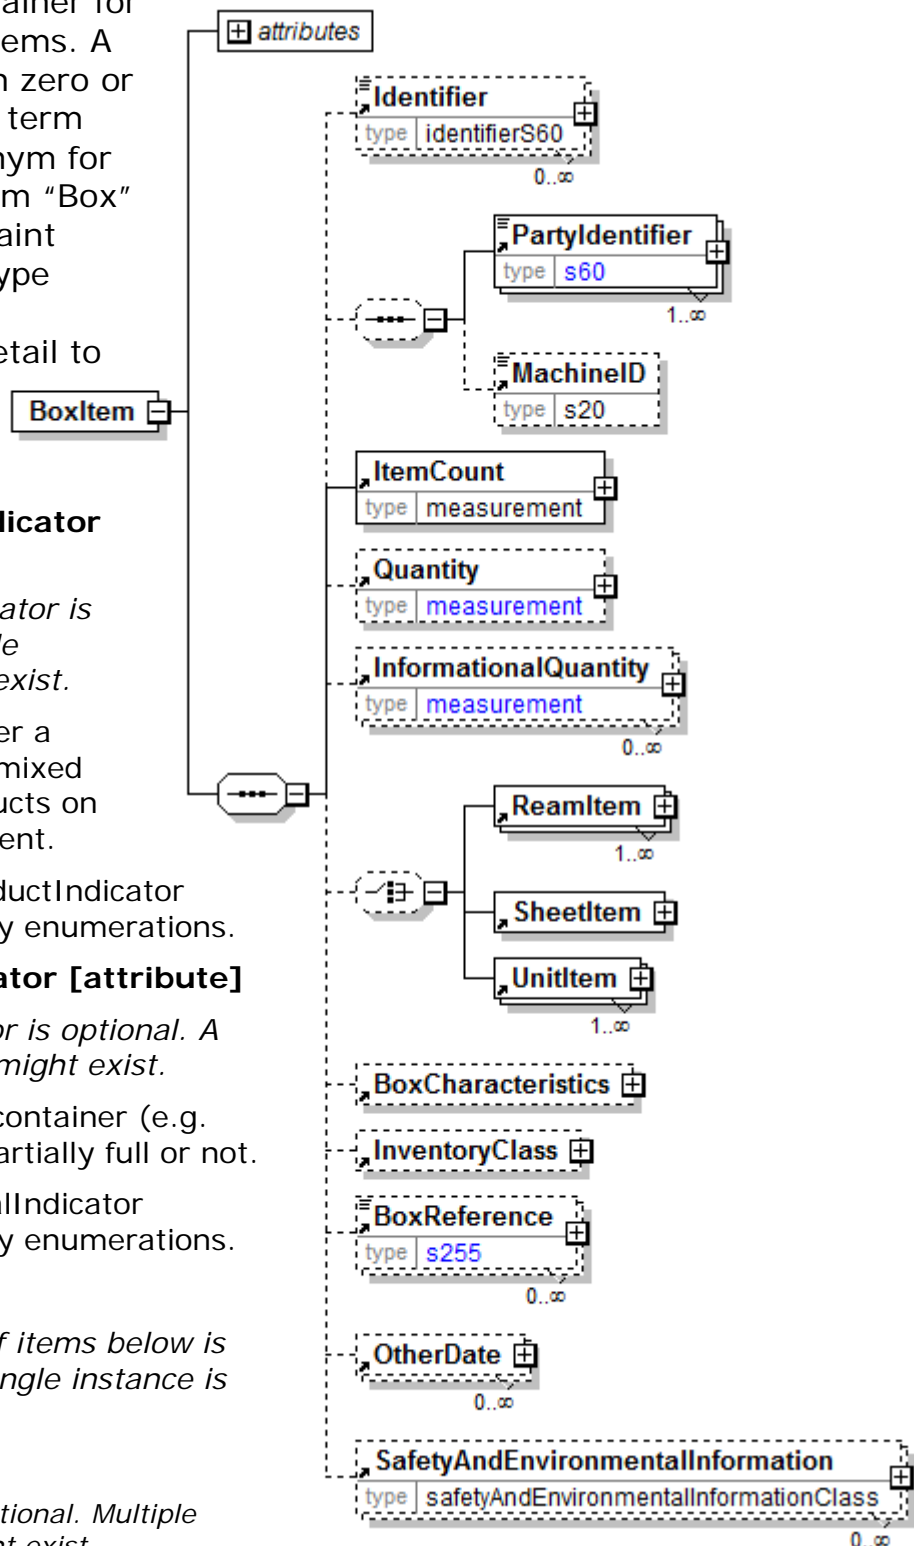 ainer for
ems. A
n zero or
term
nym for
m “Box”
aint
ype
etail to
licator
ator is
le
exist.
er a
mixed
ucts on
ent.
ductIndicator
y enumerations.
ator [attribute]
or is optional. A
might exist.
container (e.g.
artially full or not.
alIndicator
y enumerations.
f items below is
ngle instance is
tional. Multiple
nt exist
BoxItem
attributes
Identifier
type identifierS60
0..∞
PartyIdentifier
type s60
1..∞
MachineID
type s20
ItemCount
type measurement
Quantity
type measurement
InformationalQuantity
type measurement
0..∞
ReamItem
1..∞
SheetItem
UnitItem
1..∞
BoxCharacteristics
InventoryClass
BoxReference
type s255
0..∞
OtherDate
0..∞
SafetyAndEnvironmentalInformation
type safetyAndEnvironmentalInformationClass
0..∞